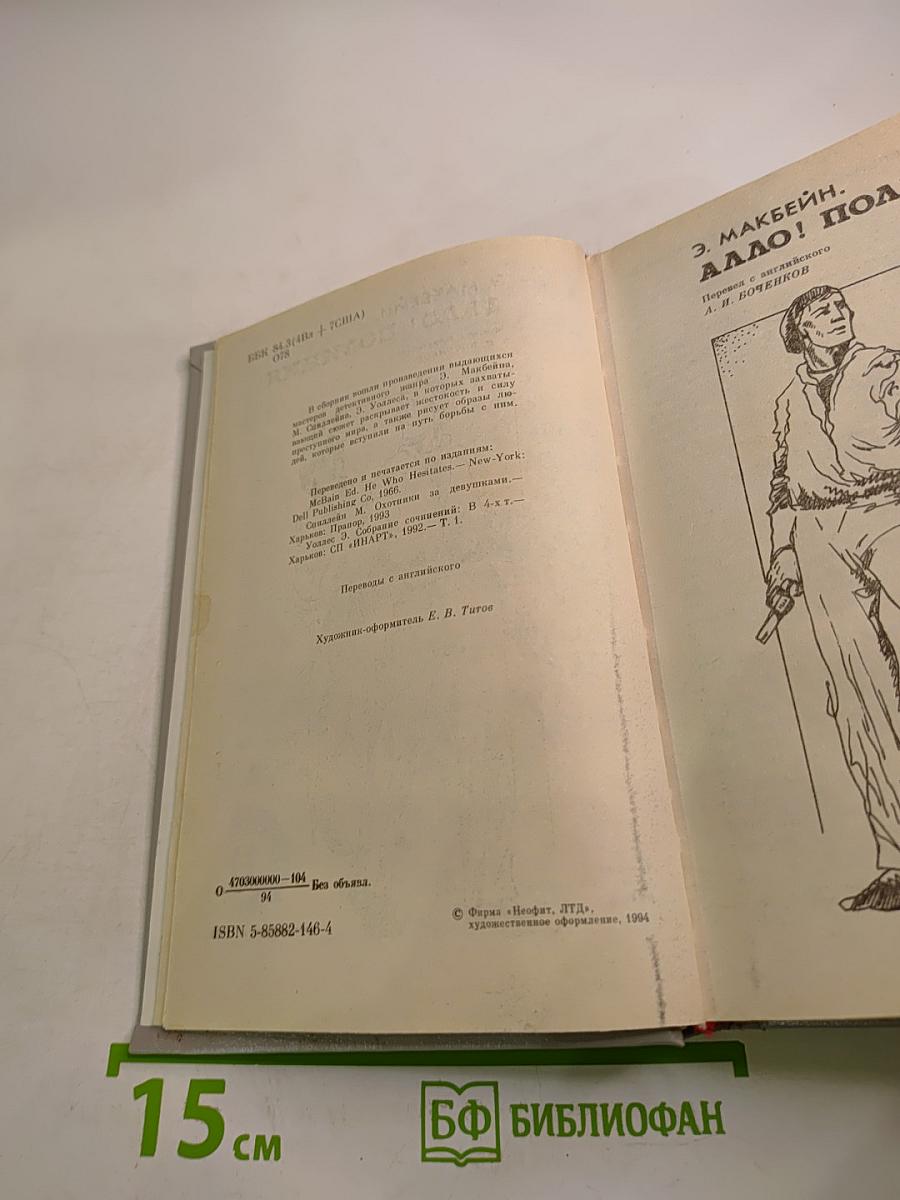 ББК 84.3(4Вл + 7США)
О78
В сборник вошли произведения выдающихся
мастеров детективного жанра Э. Макбейна,
М. Спиллейна, Э. Уоллеса, в которых захваты-
вающий сюжет раскрывает жестокость и силу
преступного мира, а также рисует образы лю-
дей, которые вступили на путь борьбы с ним.
Переведено и печатается по изданиям:
McBain Ed. He Who Hesitates.— New-York:
Dell Publishing Co, 1966.
Спиллейн М. Охотники за девушками.—
Харьков: Прапор, 1993
Уоллес Э. Собрание сочинений: В 4-х т.—
Харьков: СП «ИНАРТ», 1992.— Т. 1.
Переводы с английского
Художник-оформитель Е. В. Титов
О 4703000000—104
94
Без объявл.
ISBN 5-85882-146-4
© Фирма «Неофит, ЛТД»,
художественное оформление, 1994
Э. МАКБЕЙН.
АЛЛО! ПОЛ
Перевел с английского
А. И. БОЧЕНКОВ
15 см
БФ БИБЛИОФАН